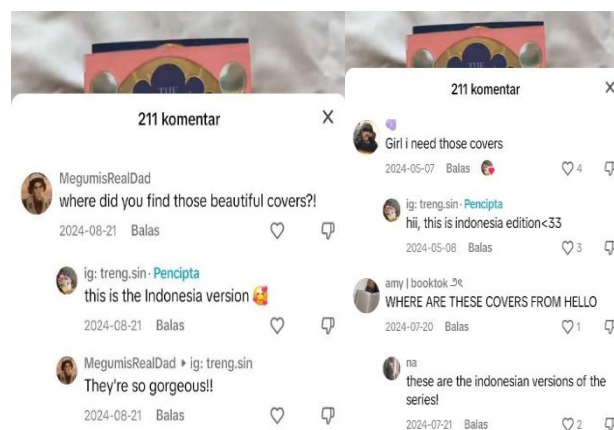 THE
211 komentar
MegumisRealDad
where did you find those beautiful covers?!
2024-08-21 Balas
ig: treng.sin · Pencipta
this is the Indonesia version 🥰
2024-08-21 Balas
MegumisRealDad ▸ ig: treng.sin
They're so gorgeous!!
2024-08-21 Balas
211 komentar
💜
Girl i need those covers
2024-05-07 Balas
4
ig: treng.sin · Pencipta
hii, this is indonesia edition<33
2024-05-08 Balas
3
amy | booktok
WHERE ARE THESE COVERS FROM HELLO
2024-07-20 Balas
1
na
these are the indonesian versions of the
series!
2024-07-21 Balas
2